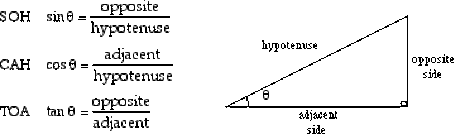 SOH sin θ = opposite / hypotenuse
CAH cos θ = adjacent / hypotenuse
TOA tan θ = opposite / adjacent
hypotenuse
opposite
side
θ
adjacent
side